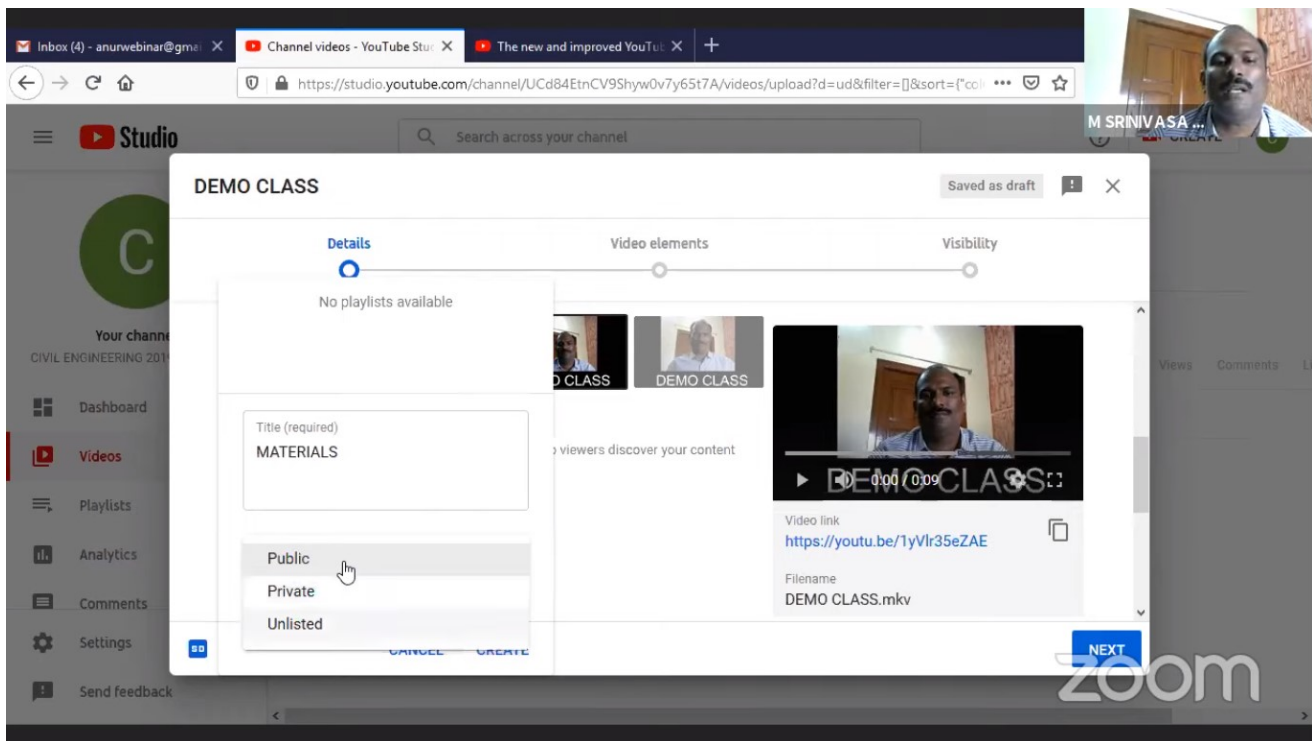 Inbox (4) - anurwebinar@gmai
Channel videos - YouTube Stu
The new and improved YouTu
https://studio.youtube.com/channel/UCd84EtnCV9Shyw0v7y65t7A/videos/upload?d=ud&filter=[]&sort={"col
M SRINIVASA ...
Studio
Search across your channel
CREATE
C
DEMO CLASS
Saved as draft
Details
Video elements
Visibility
No playlists available
C
Your channe
CIVIL ENGINEERING 201
DEMO CLASS
Views
Comments
Dashboard
Title (required)
MATERIALS
viewers discover your content
Videos
0:00 / 0:09
DEMO CLASS
Playlists
Video link
https://youtu.be/1yVlr35eZAE
Analytics
Public
Filename
DEMO CLASS.mkv
Private
Comments
Unlisted
Settings
SD
CANCEL
CREATE
NEXT
Send feedback
zoom